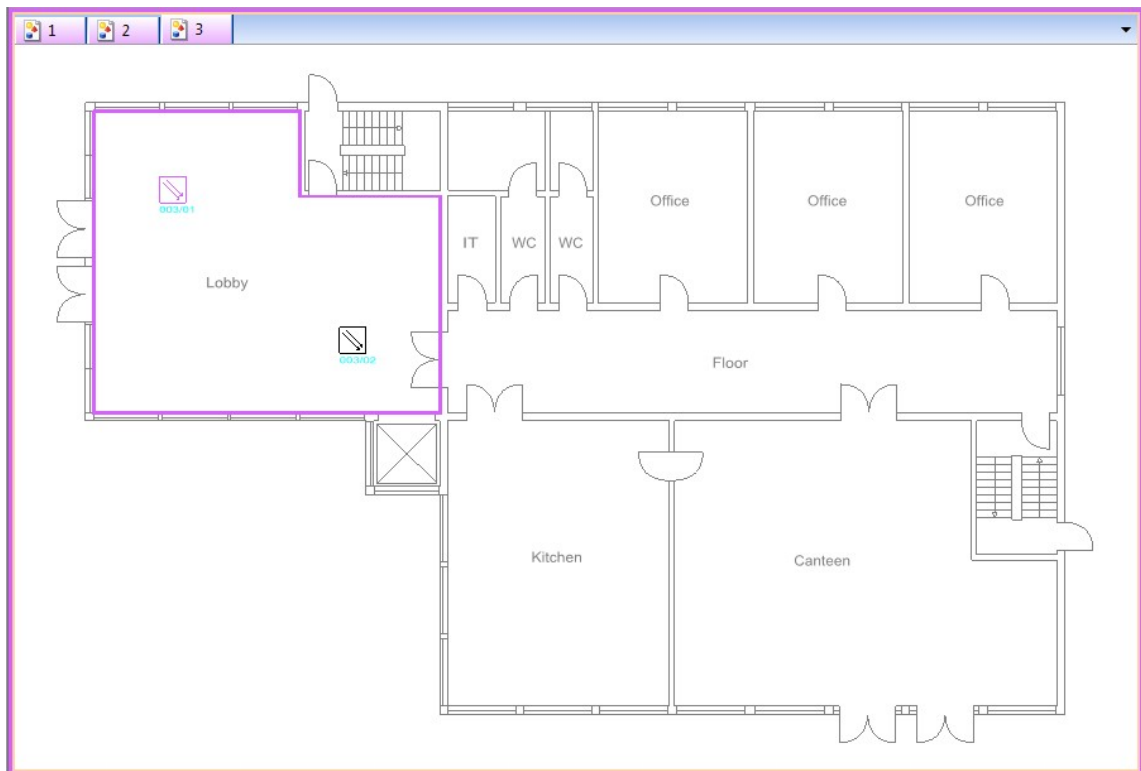 1 2 3
003/01
Office Office Office
IT WC WC
Lobby
003/02
Floor
Kitchen
Canteen